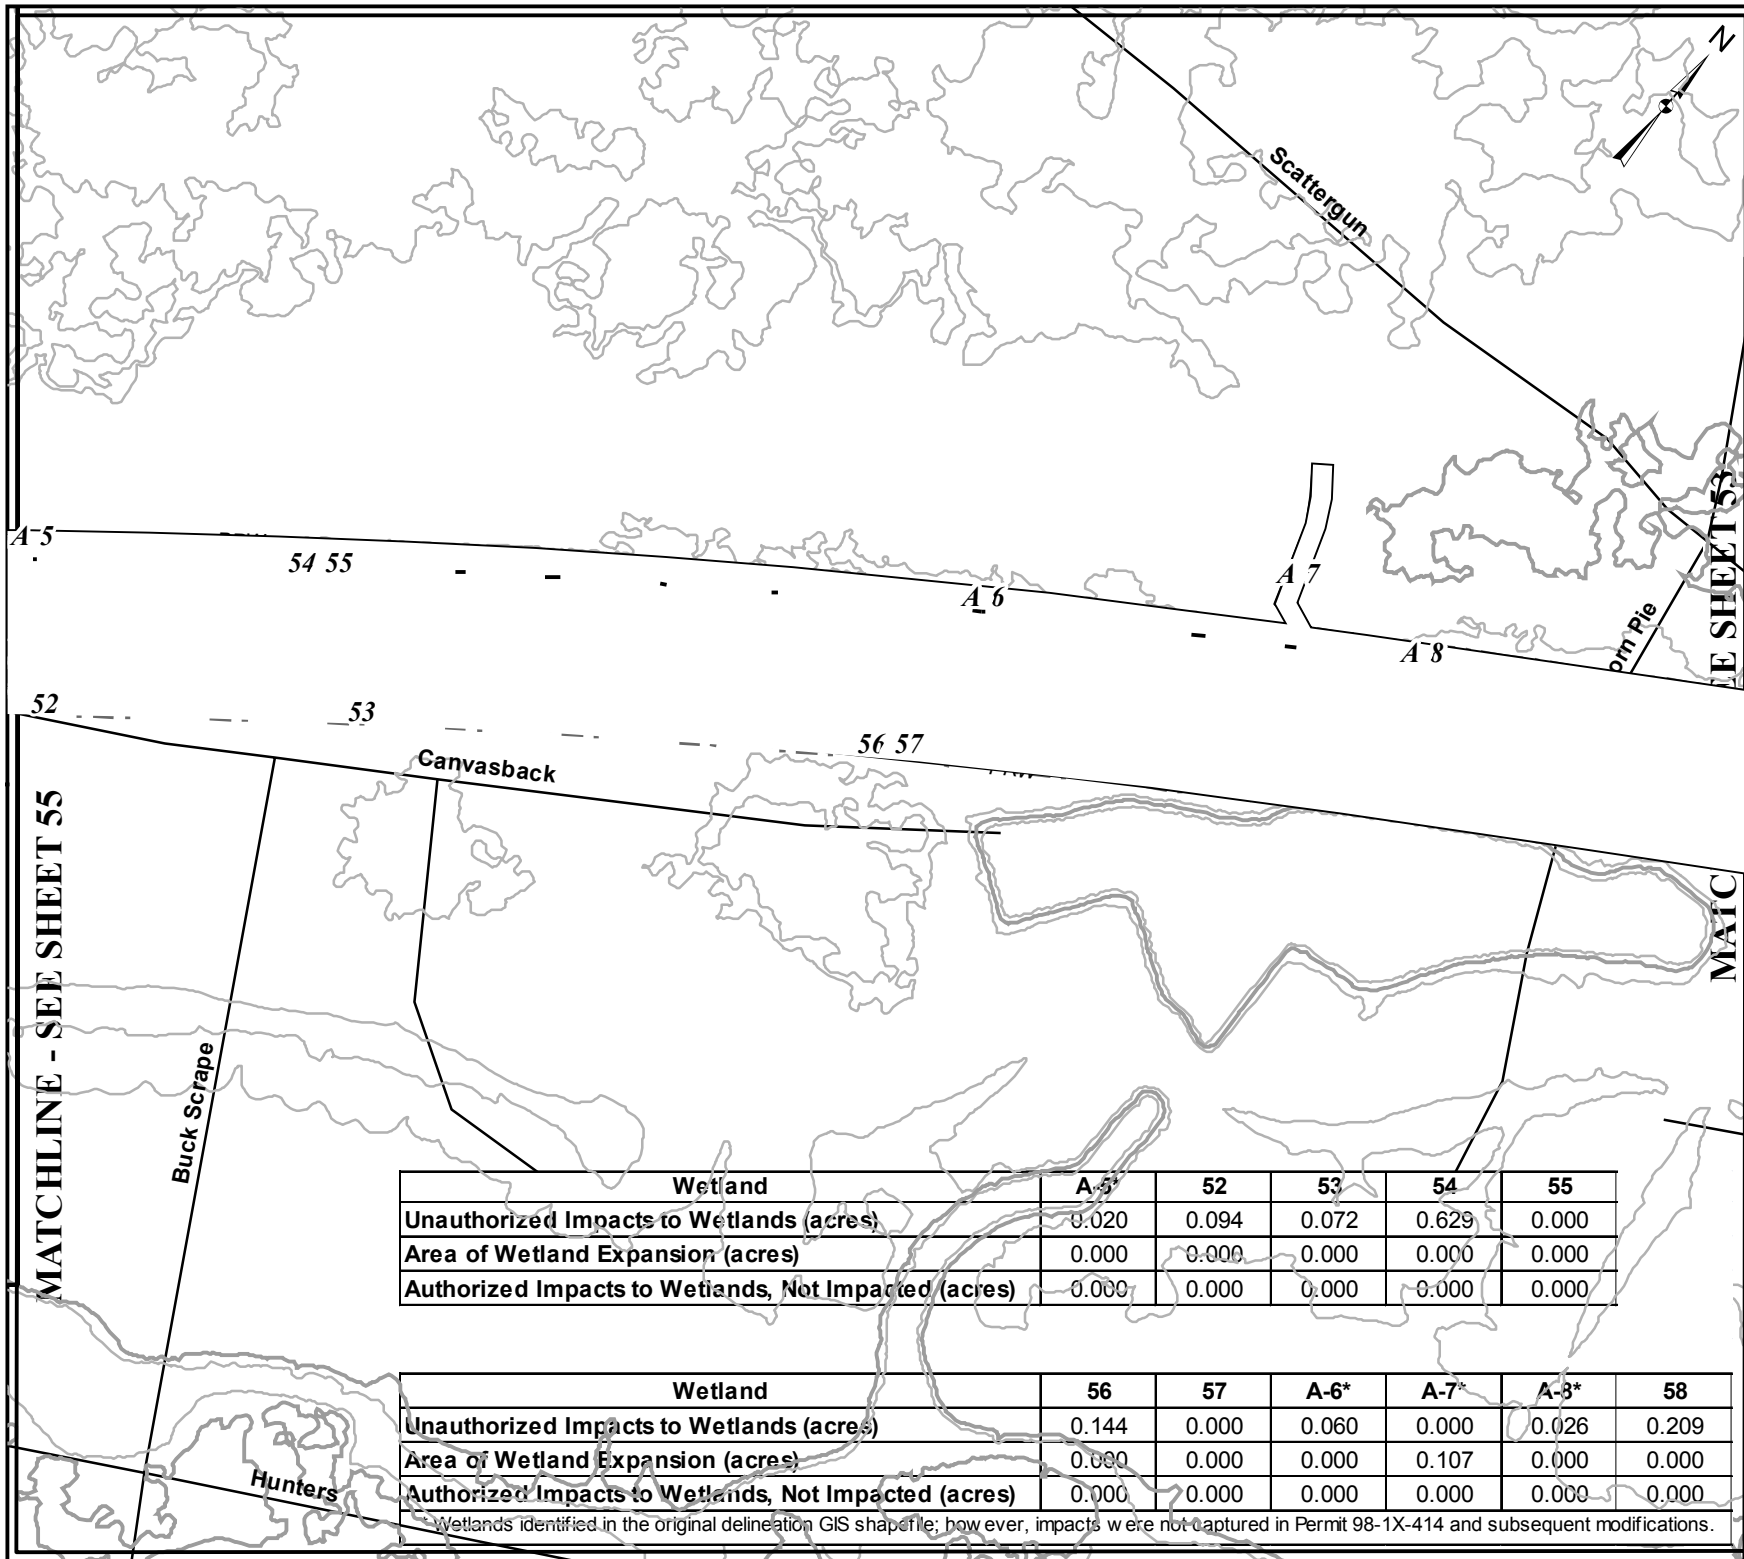 N
Scattergun
A 5
54 55
A 6
A 7
A 8
orn Pie
E SHEET 53
52
53
56 57
Canvasback
MATCHLINE - SEE SHEET 55
MATC
Buck Scrape
Wetland A-5* 52 53 54 55
Unauthorized Impacts to Wetlands (acres) 0.020 0.094 0.072 0.629 0.000
Area of Wetland Expansion (acres) 0.000 0.000 0.000 0.000 0.000
Authorized Impacts to Wetlands, Not Impacted (acres) 0.000 0.000 0.000 0.000 0.000
Wetland 56 57 A-6* A-7* A-8* 58
Unauthorized Impacts to Wetlands (acres) 0.144 0.000 0.060 0.000 0.026 0.209
Area of Wetland Expansion (acres) 0.000 0.000 0.000 0.107 0.000 0.000
Authorized Impacts to Wetlands, Not Impacted (acres) 0.000 0.000 0.000 0.000 0.000 0.000
* Wetlands identified in the original delineation GIS shapefile; however, impacts were not captured in Permit 98-1X-414 and subsequent modifications.
Hunters